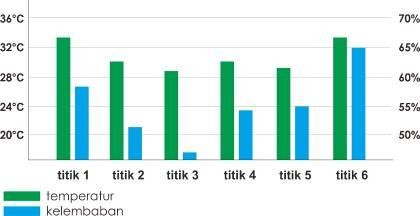 36°C 70%
32°C 65%
28°C 60%
24°C 55%
20°C 50%
titik 1 titik 2 titik 3 titik 4 titik 5 titik 6
temperatur
kelembaban